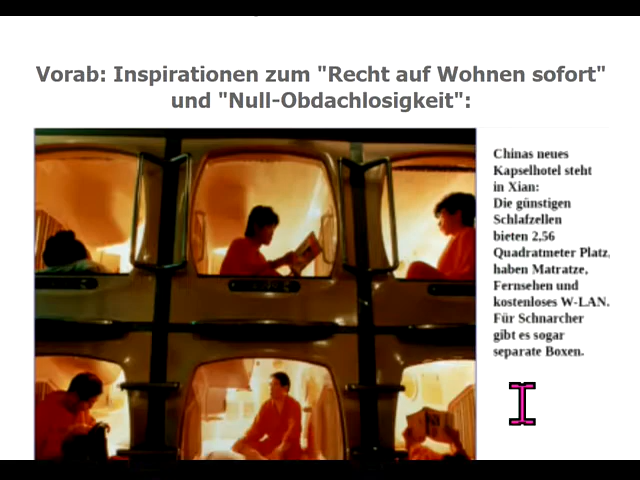 Vorab: Inspirationen zum "Recht auf Wohnen sofort"
und "Null-Obdachlosigkeit":
Chinas neues
Kapselhotel steht
in Xian:
Die günstigen
Schlafzellen
bieten 2,56
Quadratmeter Platz,
haben Matratze,
Fernsehen und
kostenloses W-LAN.
Für Schnarcher
gibt es sogar
separate Boxen.